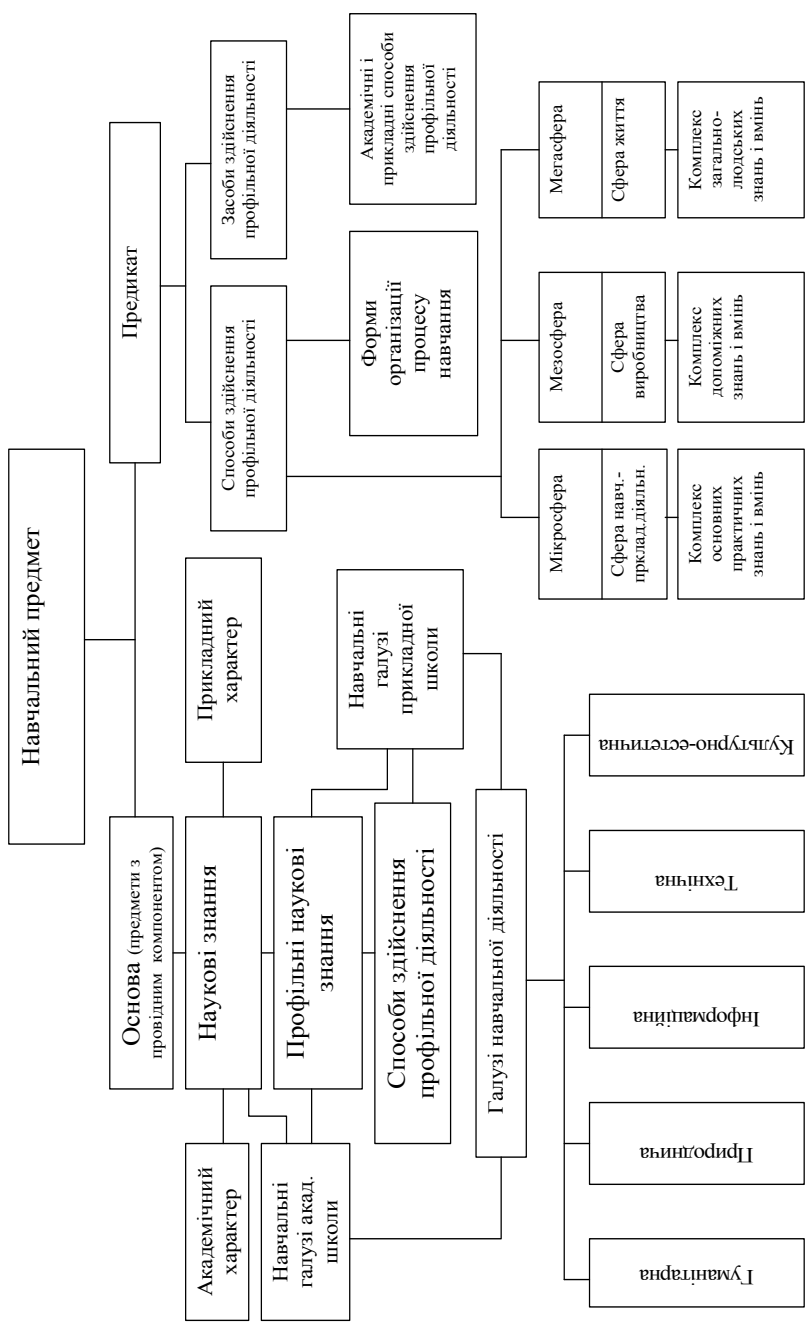 Навчальний предмет
Основа (предмети з
провідним компонентом)
Предикат
Академічний
характер
Наукові знання
Прикладний
характер
Способи здійснення
профільної діяльності
Засоби здійснення
профільної діяльності
Навчальні
галузі акад.
школи
Профільні наукові
знання
Навчальні
галузі
прикладної
школи
Форми
організації
процесу
навчання
Академічні і
прикладні способи
здійснення
профільної
діяльності
Способи здійснення
профільної діяльності
Галузі навчальної діяльності
Мікросфера
Сфера навч.-
пркład.діяльн.
Мезосфера
Сфера
виробництва
Мегасфера
Сфера життя
Комплекс
основних
практичних
знань і вмінь
Комплекс
допоміжних
знань і вмінь
Комплекс
загально-
людських
знань і вмінь
Гуманітарна
Природнича
Інформаційна
Технічна
Культурно-естетична